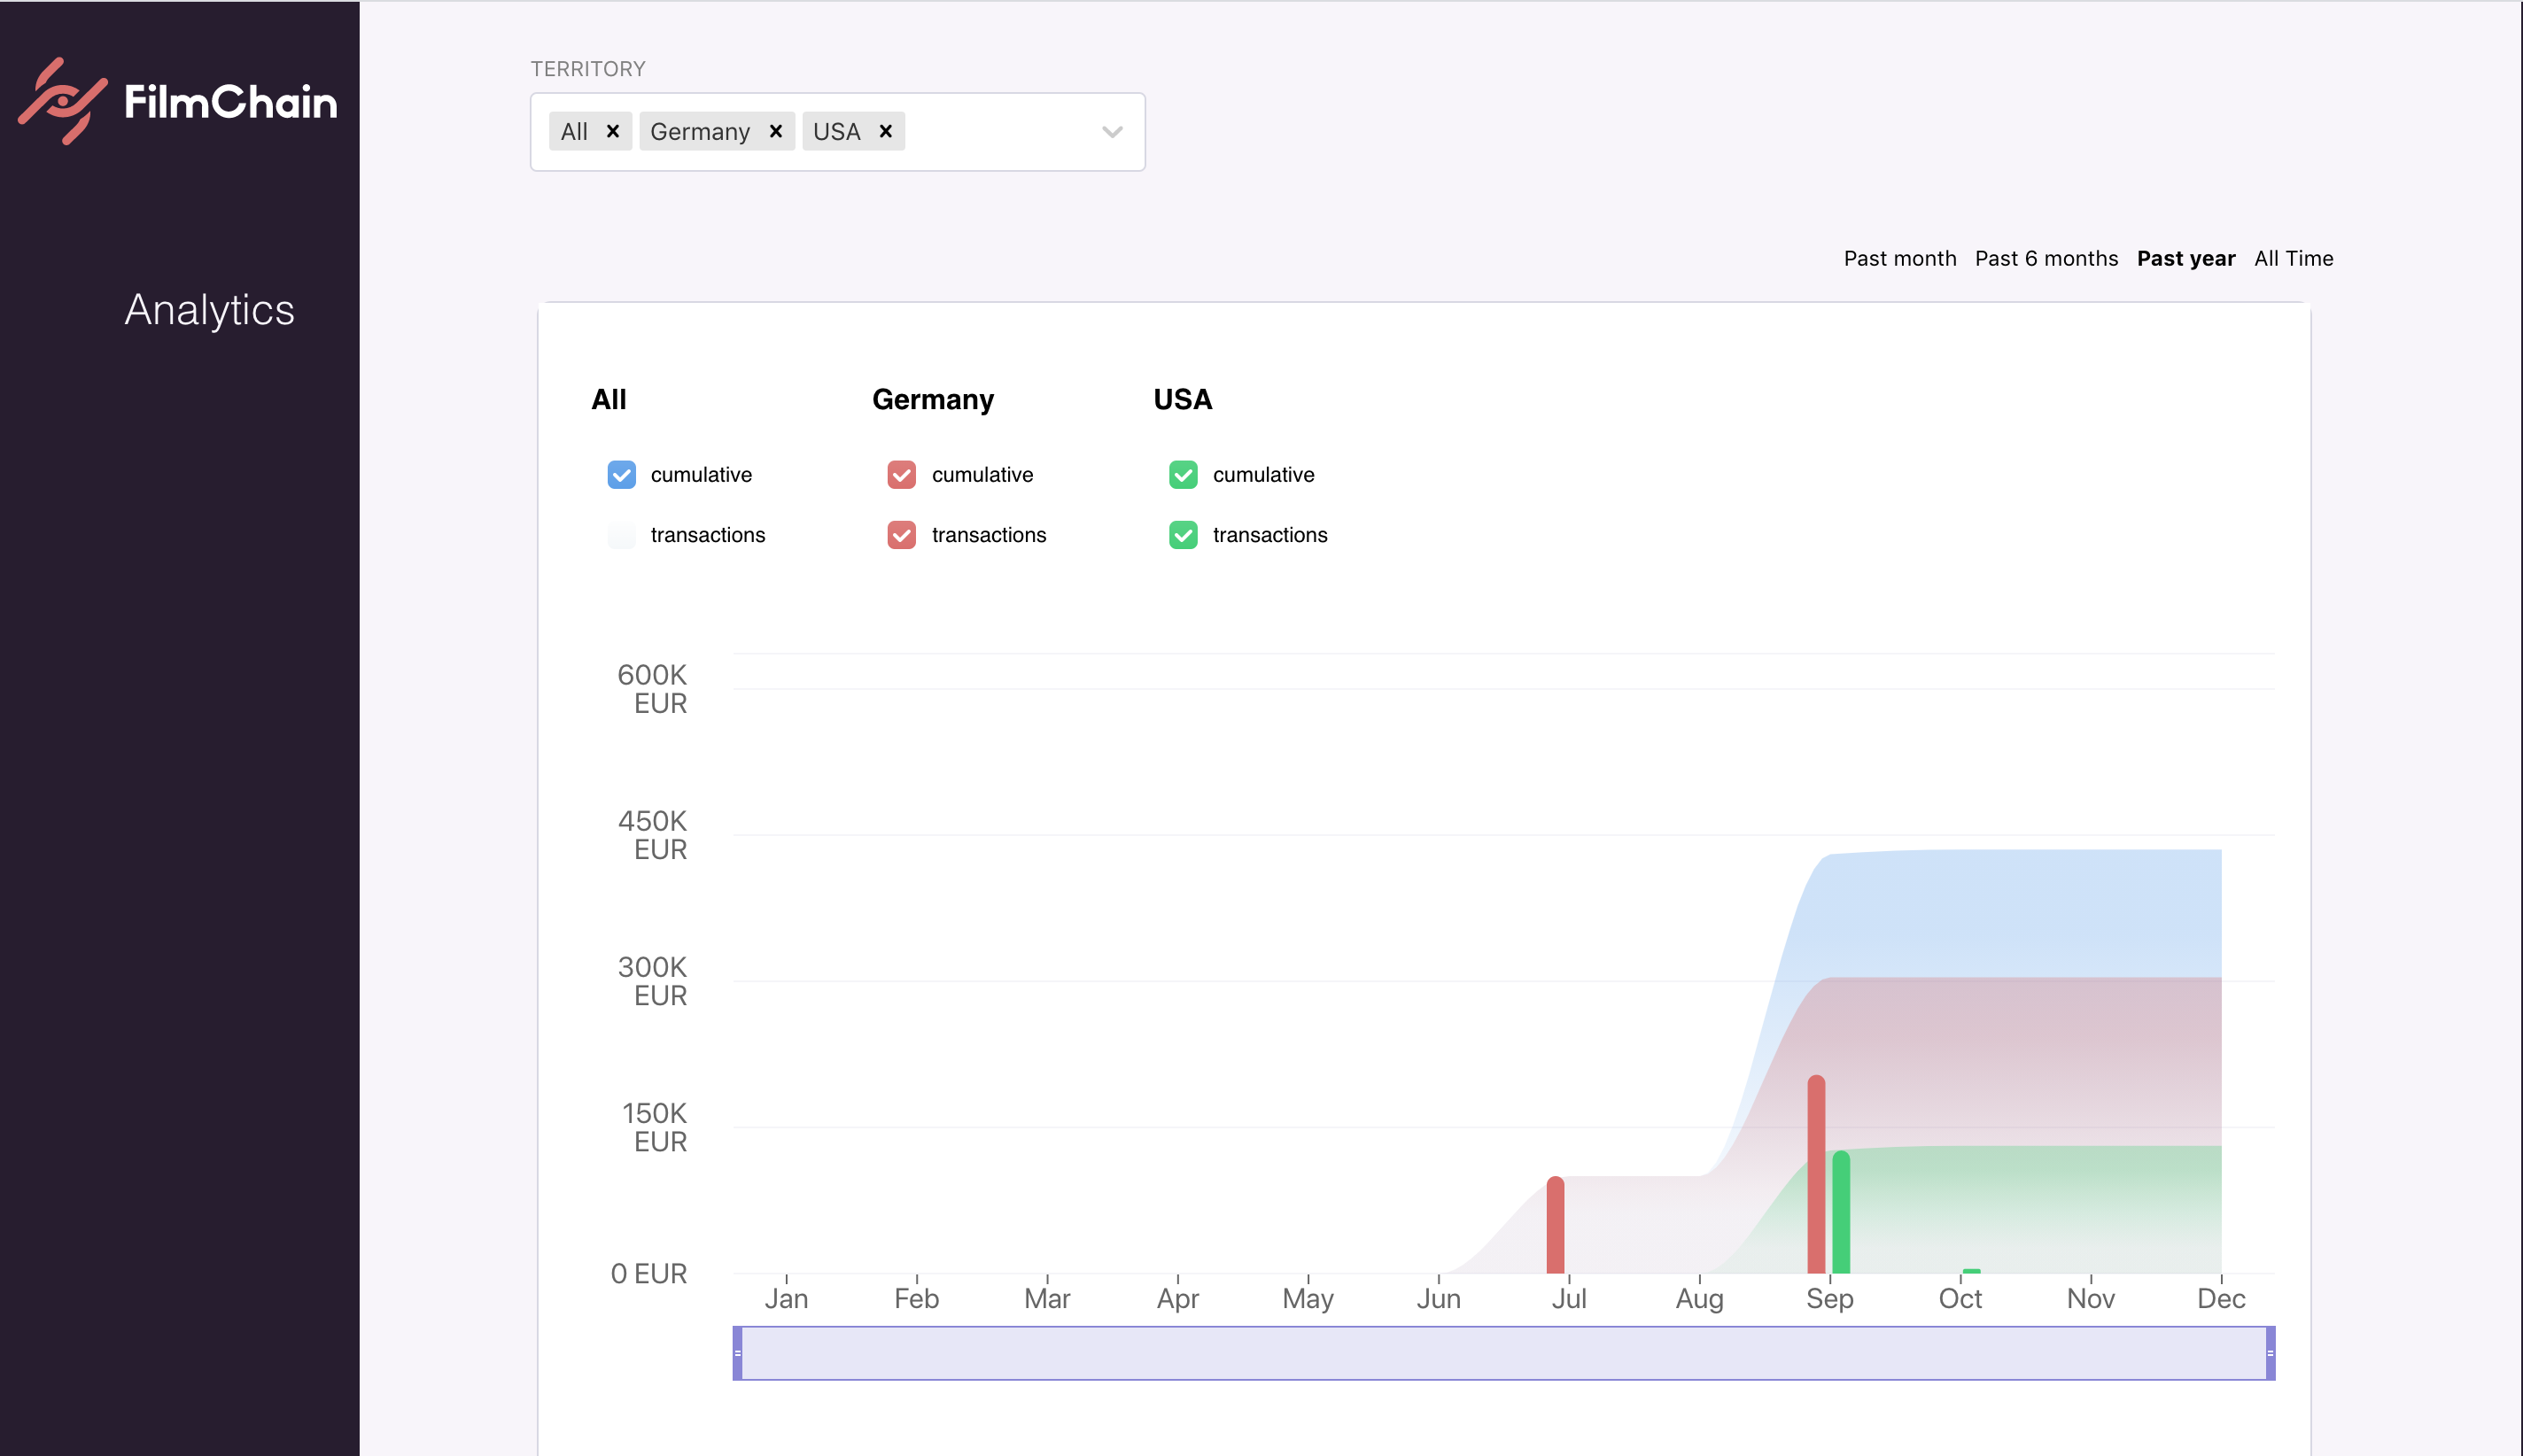 FilmChain
Analytics
TERRITORY
All × Germany × USA ×
Past month Past 6 months Past year All Time
All Germany USA
cumulative cumulative cumulative
transactions transactions transactions
600K
EUR
450K
EUR
300K
EUR
150K
EUR
0 EUR
Jan Feb Mar Apr May Jun Jul Aug Sep Oct Nov Dec